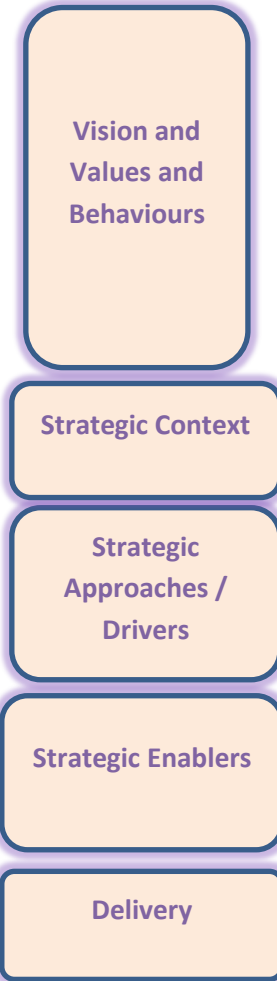 Vision and
Values and
Behaviours
Strategic Context
Strategic
Approaches /
Drivers
Strategic Enablers
Delivery